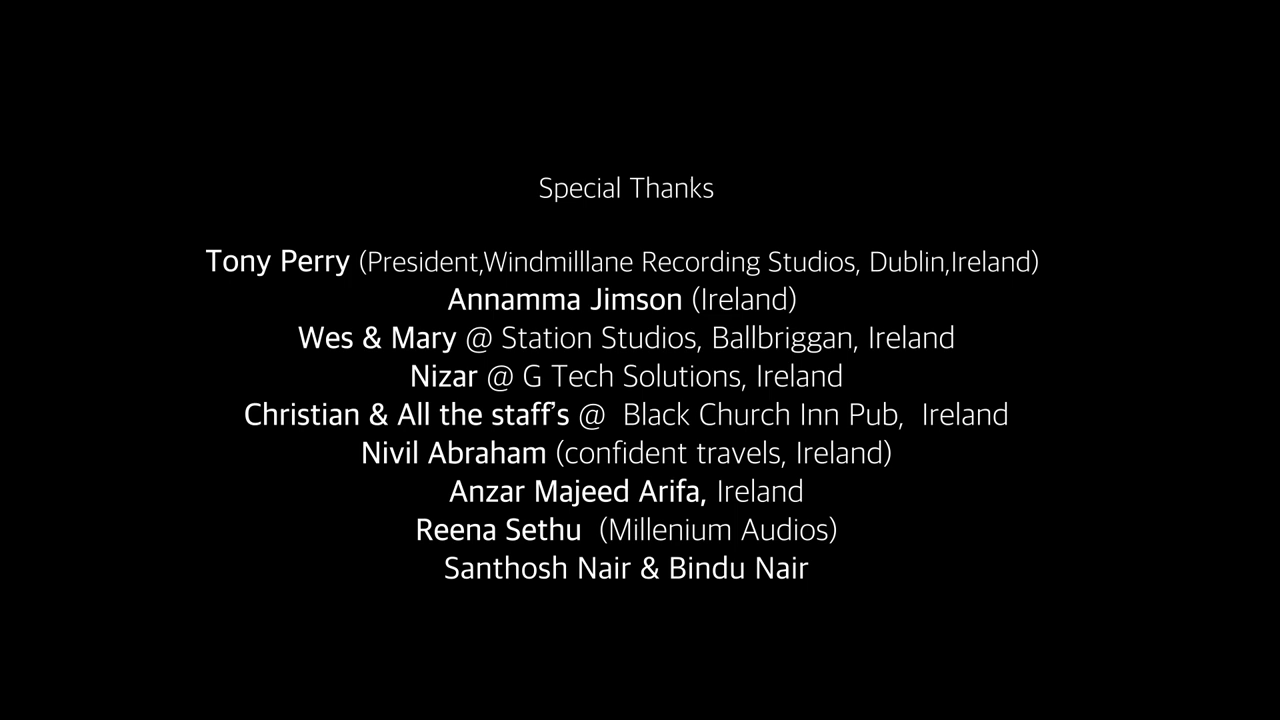 Special Thanks
Tony Perry (President,Windmilllane Recording Studios, Dublin,Ireland)
Annamma Jimson (Ireland)
Wes & Mary @ Station Studios, Ballbriggan, Ireland
Nizar @ G Tech Solutions, Ireland
Christian & All the staff’s @  Black Church Inn Pub,  Ireland
Nivil Abraham (confident travels, Ireland)
Anzar Majeed Arifa, Ireland
Reena Sethu  (Millenium Audios)
Santhosh Nair & Bindu Nair